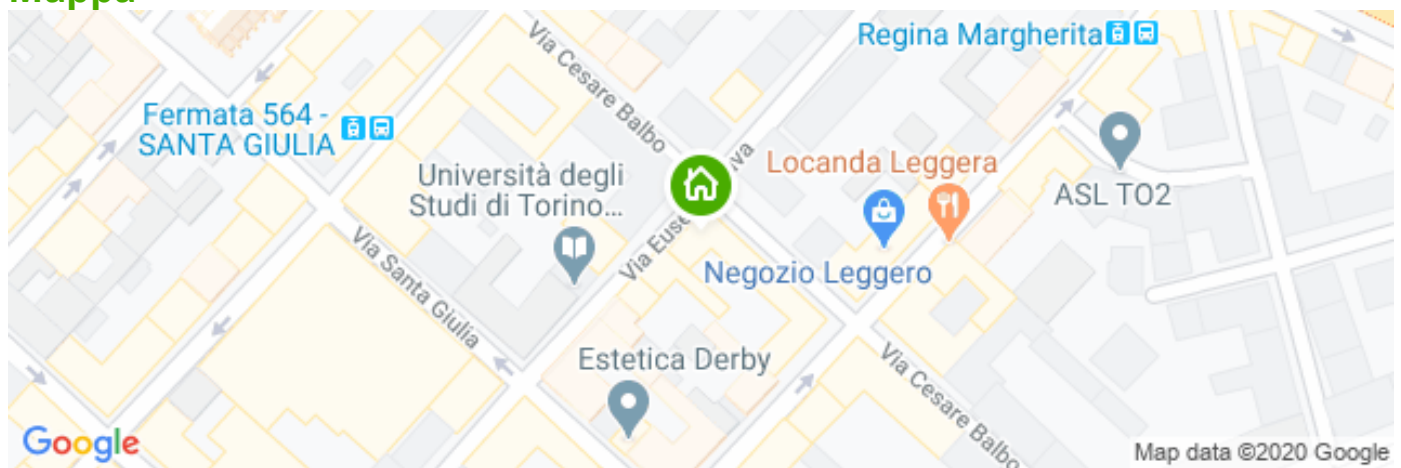 Mappa
Via Cesare Balbo
Regina Margherita
Fermata 564 -
SANTA GIULIA
Università degli
Studi di Torino...
Locanda Leggera
ASL TO2
Via Santa Giulia
Negozio Leggero
Estetica Derby
Via Cesare Balbo
Google
Map data ©2020 Google